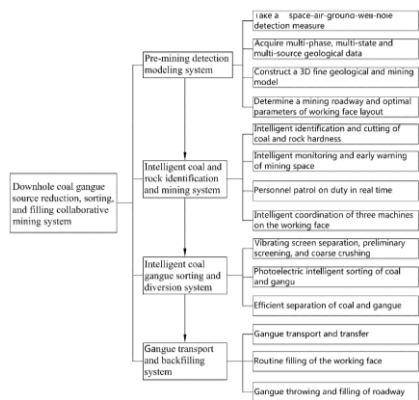 Take a space-air-ground-well-hole
detection measure
Pre-mining detection
modeling system
Acquire multi-phase, multi-state and
multi-source geological data
Construct a 3D fine geological and mining
model
Determine a mining roadway and optimal
parameters of working face layout
Downhole coal gangue
source reduction, sorting,
and filling collaborative
mining system
Intelligent coal and
rock identification
and mining system
Intelligent identification and cutting of
coal and rock hardness
Intelligent monitoring and early warning
of mining space
Personnel patrol on duty in real time
Intelligent coordination of three machines
on the working face
Intelligent coal
gangue sorting and
diversion system
Vibrating screen separation, preliminary
screening, and coarse crushing
Photoelectric intelligent sorting of coal
and gangu
Efficient separation of coal and gangue
Gangue transport
and backfilling
system
Gangue transport and transfer
Routine filling of the working face
Gangue throwing and filling of roadway